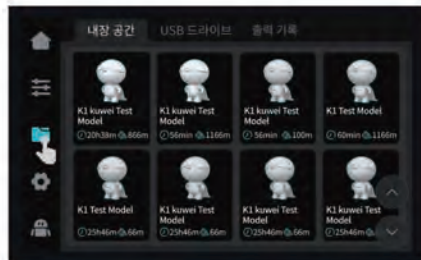 내장 공간 USB 드라이브 출력 기록
K1 kuwei Test
Model
20h38m 866m
K1 kuwei Test
Model
56min 1166m
K1 kuwei Test
Model
56min 100m
K1 Test Model
60min 1166m
K1 Test Model
25h46m 66m
K1 kuwei Test
Model
25h46m 66m
K1 kuwei Test
Model
25h46m 66m
K1 kuwei Test
Model
25h46m